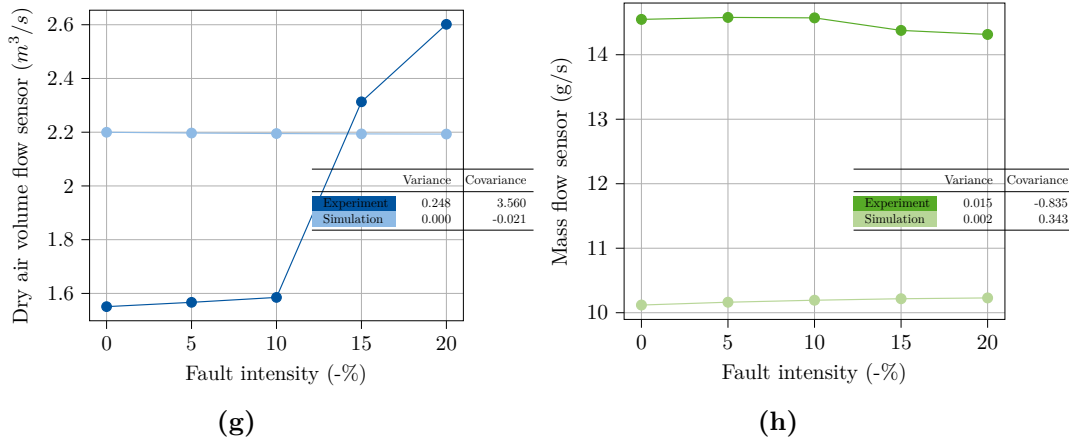 Dry air volume flow sensor (m³/s)
2.6
2.4
2.2
2
1.8
1.6
0 5 10 15 20
Fault intensity (-%)
Variance Covariance
Experiment 0.248 3.560
Simulation 0.000 -0.021
(g)
Mass flow sensor (g/s)
14
13
12
11
10
0 5 10 15 20
Fault intensity (-%)
Variance Covariance
Experiment 0.015 -0.835
Simulation 0.002 0.343
(h)